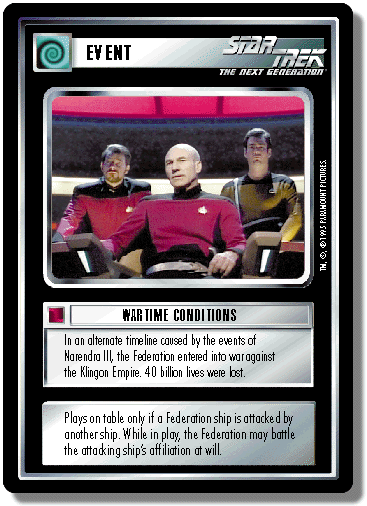 EVENT
STAR TREK
THE NEXT GENERATION
TM, ©, ® 1995 PARAMOUNT PICTURES.
WARTIME CONDITIONS
In an alternate timeline caused by the events of
Narendra III, the Federation entered into war against
the Klingon Empire. 40 billion lives were lost.
Plays on table only if a Federation ship is attacked by
another ship. While in play, the Federation may battle
the attacking ship's affiliation at will.